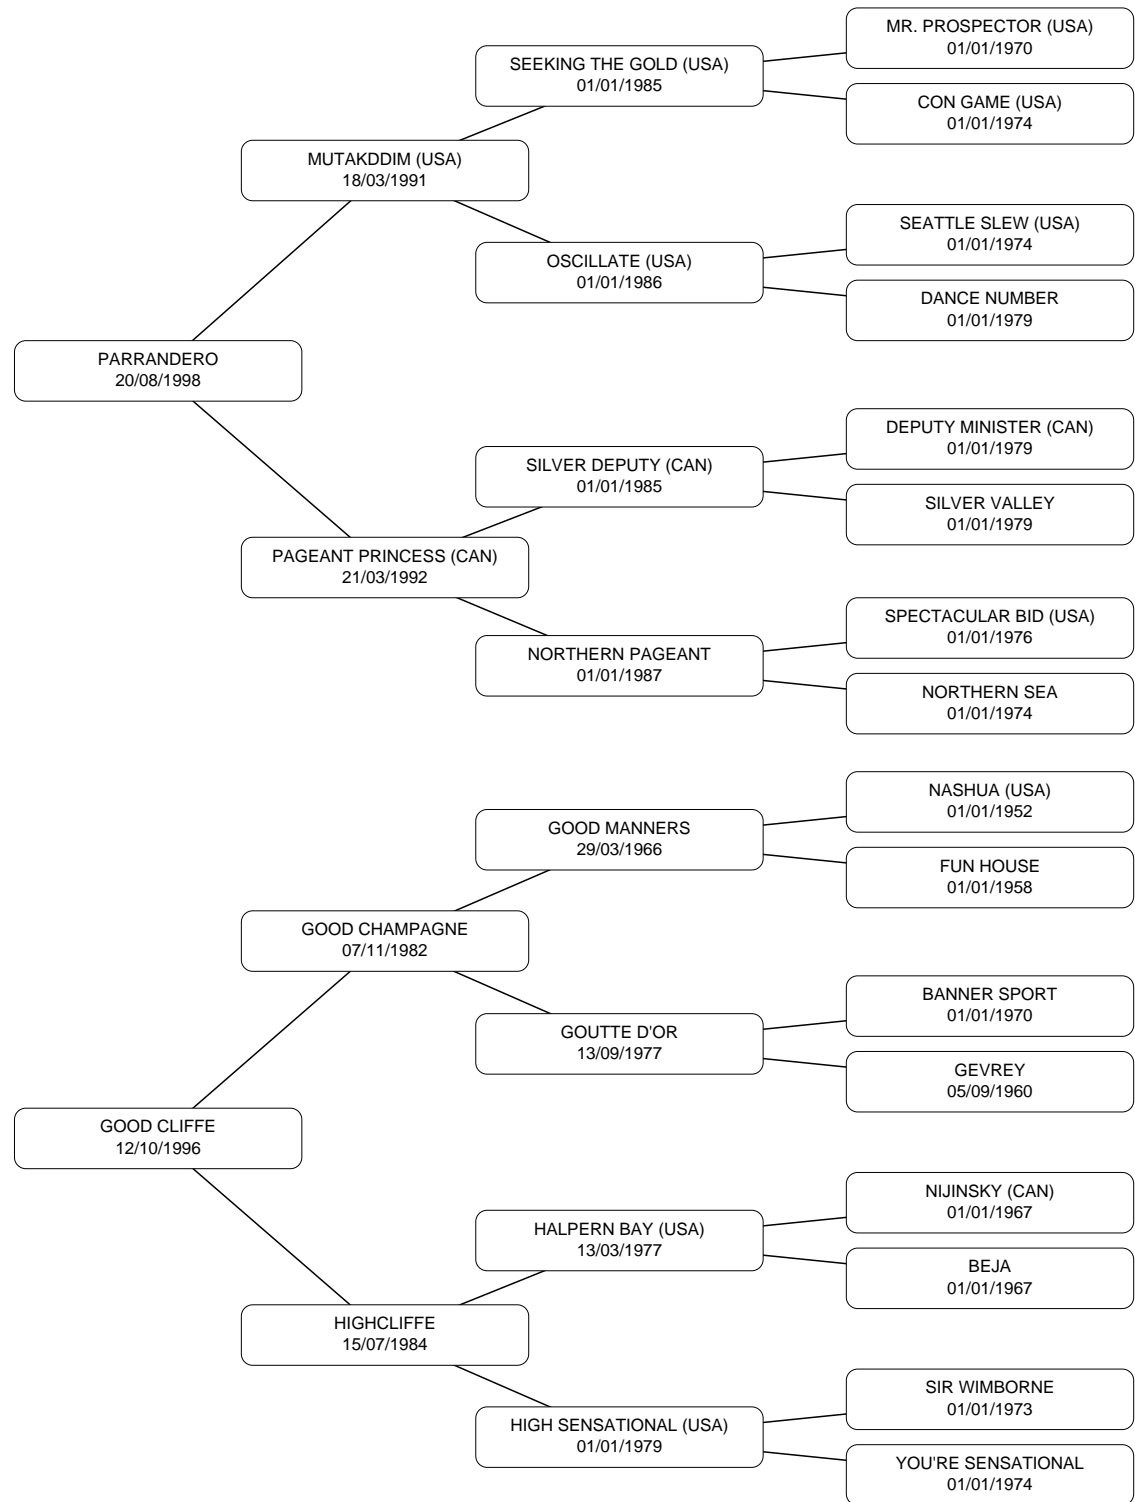 MR. PROSPECTOR (USA)
01/01/1970
SEEKING THE GOLD (USA)
01/01/1985
CON GAME (USA)
01/01/1974
MUTAKDDIM (USA)
18/03/1991
SEATTLE SLEW (USA)
01/01/1974
OSCILLATE (USA)
01/01/1986
DANCE NUMBER
01/01/1979
PARRANDERO
20/08/1998
DEPUTY MINISTER (CAN)
01/01/1979
SILVER DEPUTY (CAN)
01/01/1985
SILVER VALLEY
01/01/1979
PAGEANT PRINCESS (CAN)
21/03/1992
SPECTACULAR BID (USA)
01/01/1976
NORTHERN PAGEANT
01/01/1987
NORTHERN SEA
01/01/1974
NASHUA (USA)
01/01/1952
GOOD MANNERS
29/03/1966
FUN HOUSE
01/01/1958
GOOD CHAMPAGNE
07/11/1982
BANNER SPORT
01/01/1970
GOUTTE D'OR
13/09/1977
GEVREY
05/09/1960
GOOD CLIFFE
12/10/1996
NIJINSKY (CAN)
01/01/1967
HALPERN BAY (USA)
13/03/1977
BEJA
01/01/1967
HIGHCLIFFE
15/07/1984
SIR WIMBORNE
01/01/1973
HIGH SENSATIONAL (USA)
01/01/1979
YOU'RE SENSATIONAL
01/01/1974